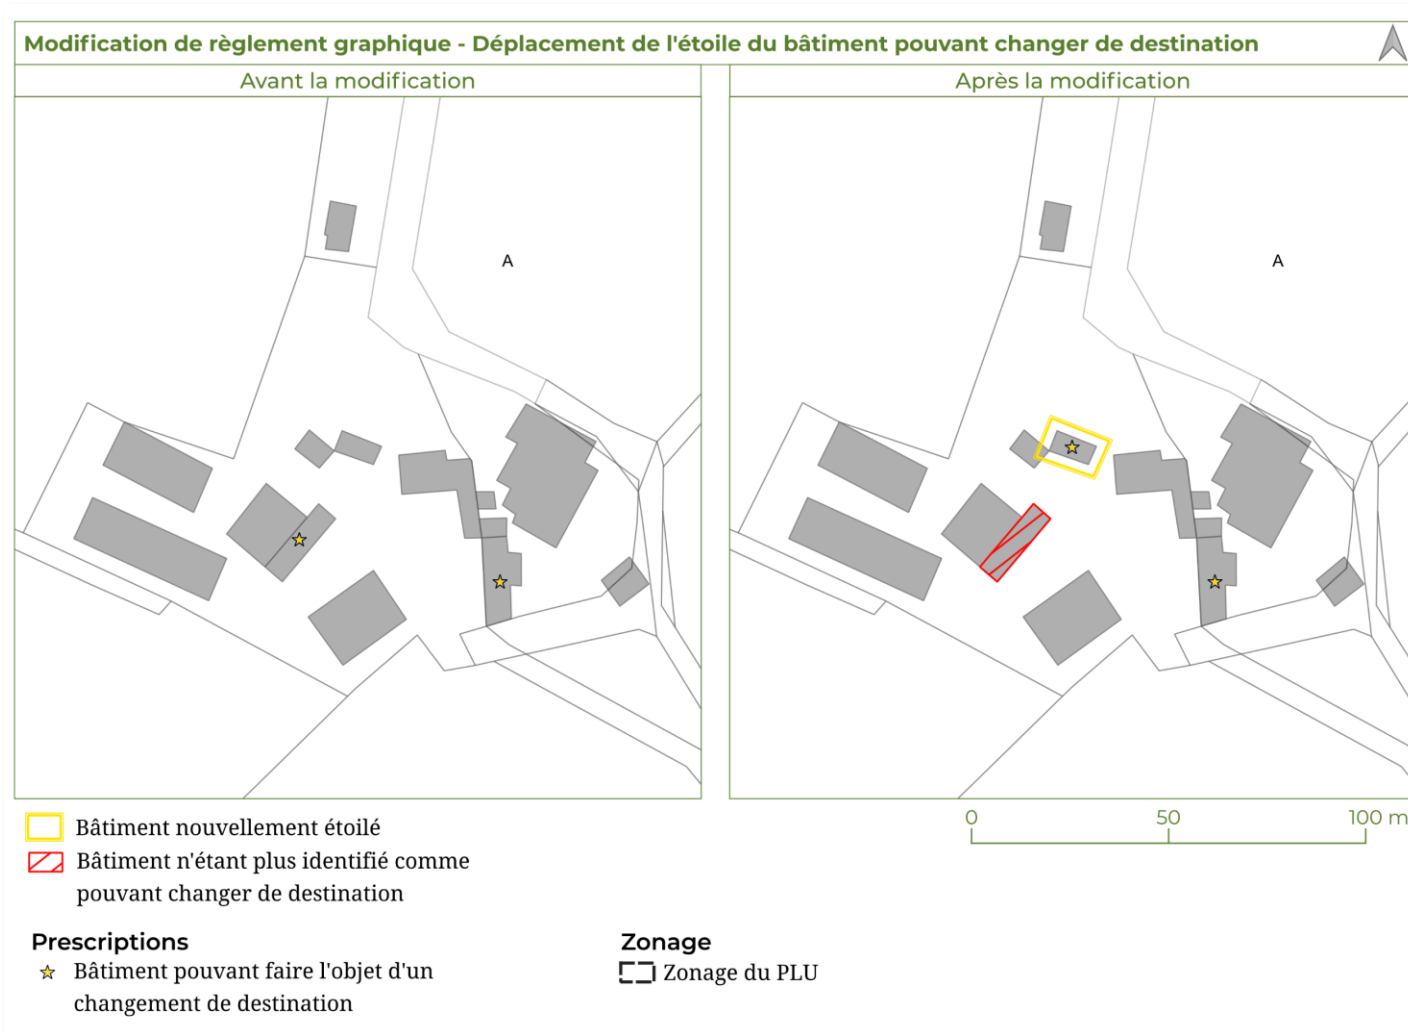 Modification de règlement graphique - Déplacement de l'étoile du bâtiment pouvant changer de destination
Avant la modification
Après la modification
A
A
0 50 100 m
Bâtiment nouvellement étoilé
Bâtiment n'étant plus identifié comme
pouvant changer de destination
Prescriptions
Bâtiment pouvant faire l'objet d'un
changement de destination
Zonage
Zonage du PLU